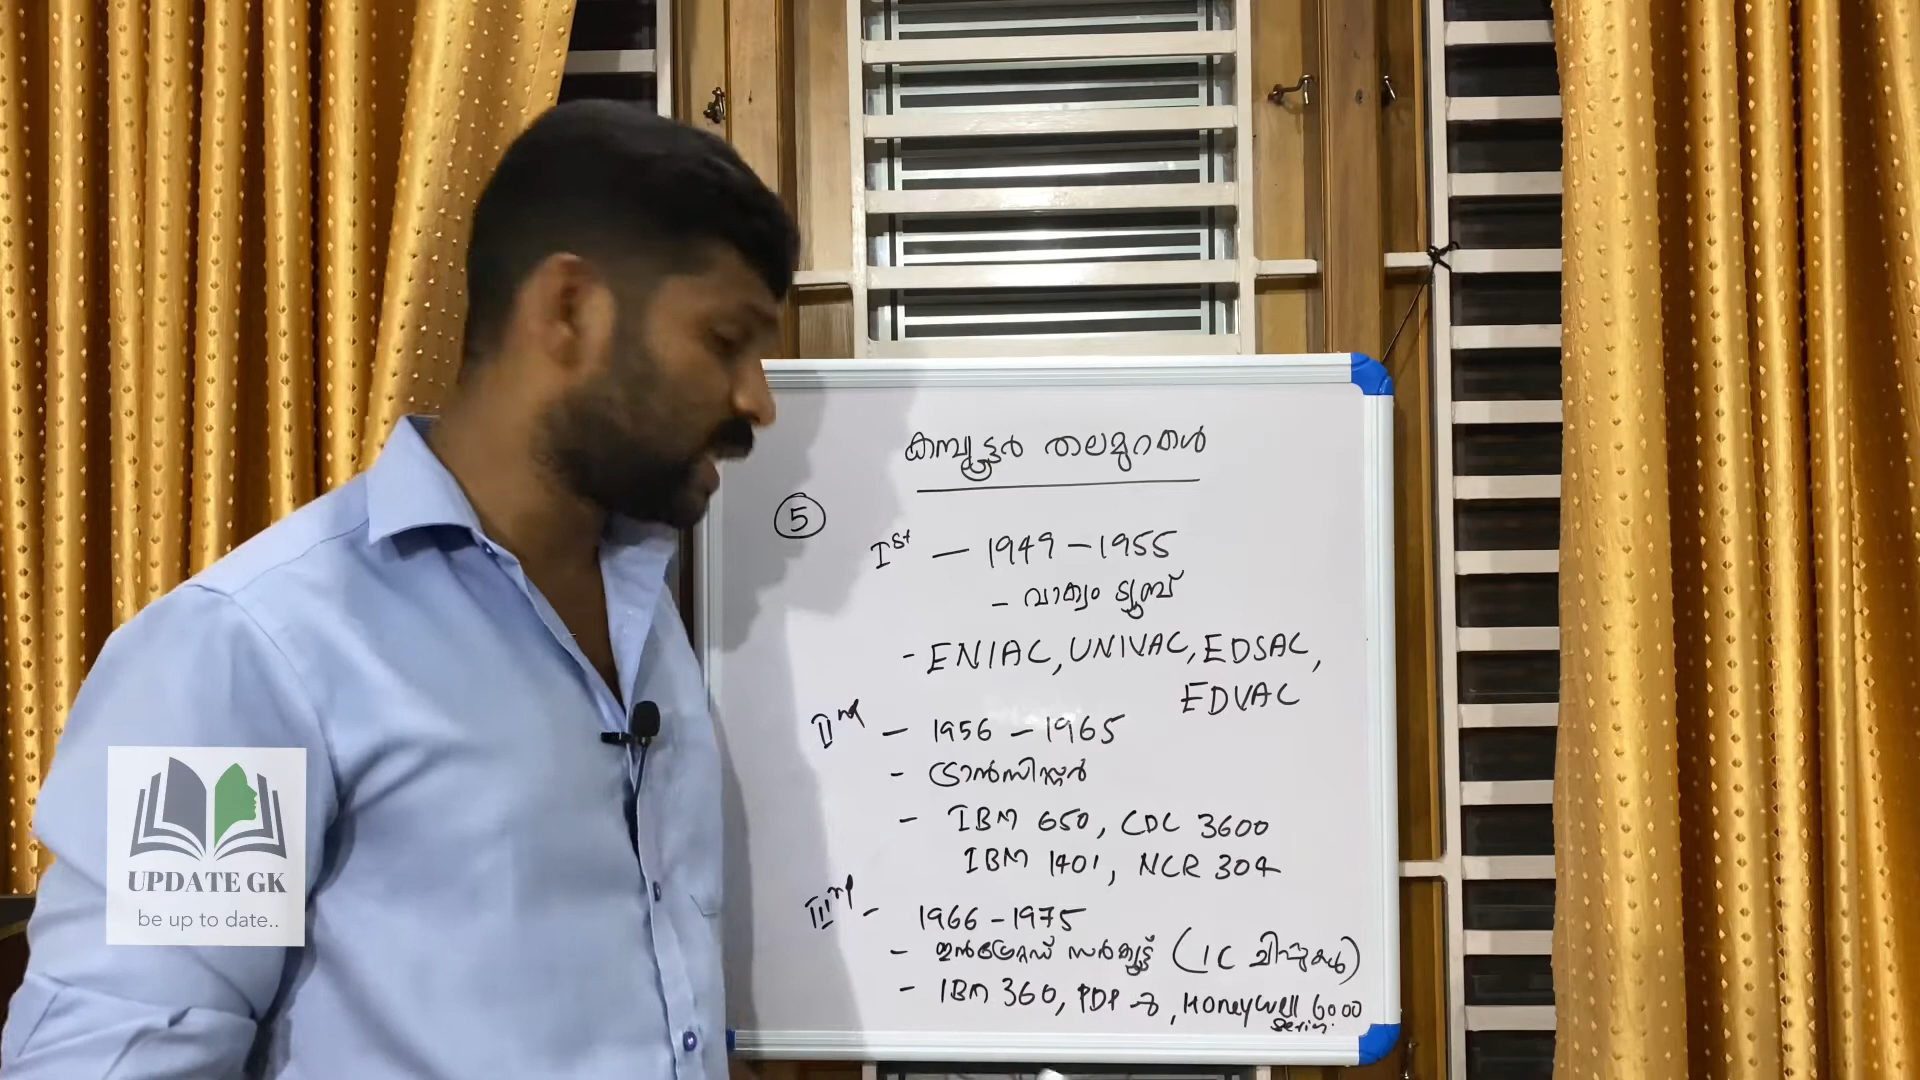 കമ്പ്യൂട്ടർ തലമുറകൾ
5
Ist — 1949 – 1955
– വാക്വം ട്യൂബ്
– ENIAC, UNIVAC, EDSAC,
EDVAC
IInd – 1956 – 1965
– ട്രാൻസിസ്റ്റർ
– IBM 650, CDC 3600
IBM 1401, NCR 304
IIIrd – 1966 – 1975
– ഇൻഗ്രേറ്റഡ് സർക്യൂട്ട് (IC ചിപ്പുകൾ)
– IBM 360, PDP-8, Honeywell 6000
Series.
UPDATE GK
be up to date..